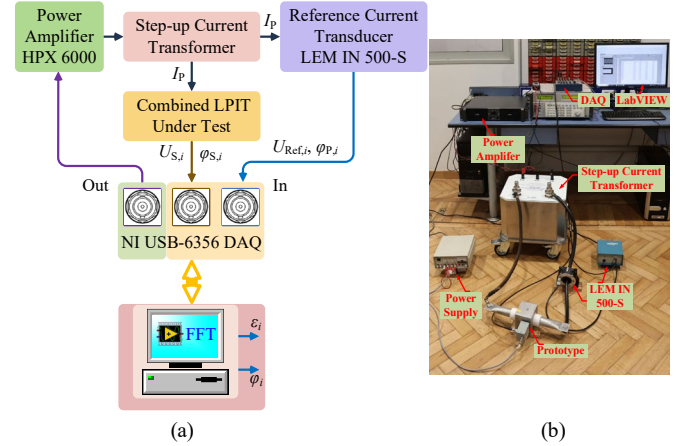 Power
Amplifier
HPX 6000
I_P
Step-up Current
Transformer
I_P
Reference Current
Transducer
LEM IN 500-S
I_P
Combined LPIT
Under Test
U_S,i φ_S,i
U_Ref,i, φ_P,i
Out
In
NI USB-6356 DAQ
FFT
ε_i
φ_i
(a)
DAQ
LabVIEW
Power
Amplifer
Step-up Current
Transformer
LEM IN
500-S
Power
Supply
Prototype
(b)